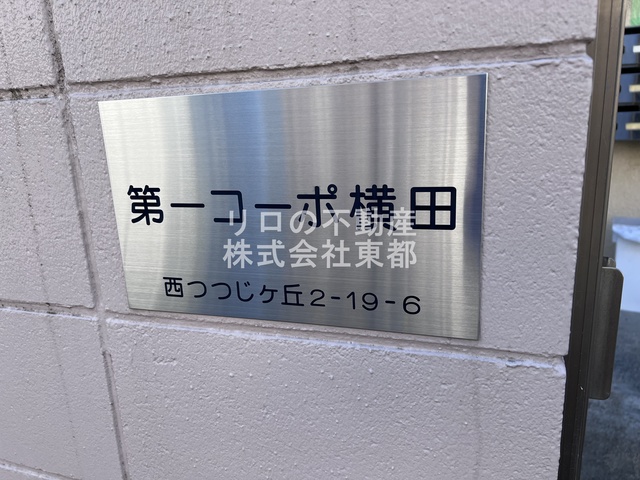 第一コーポ横田
リロの不動産
株式会社東都
西つつじヶ丘2-19-6